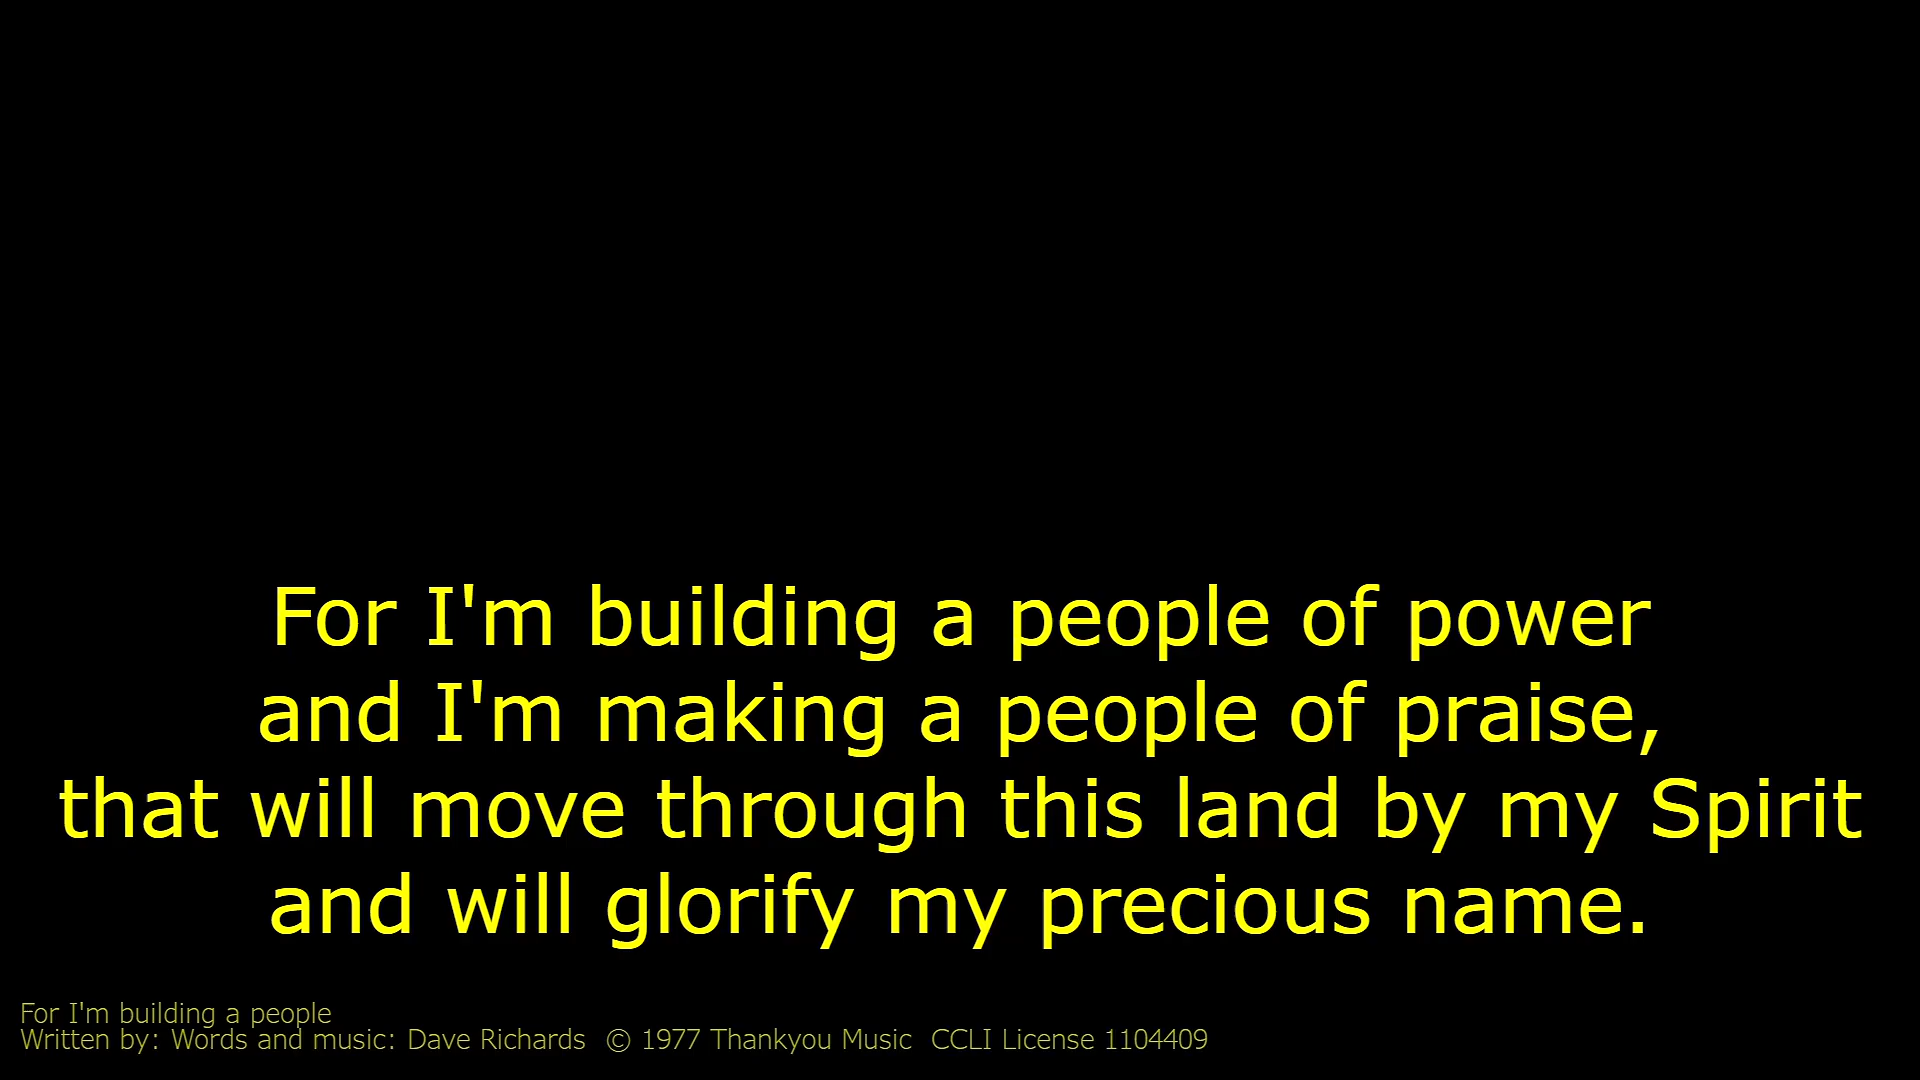 For I'm building a people of power
and I'm making a people of praise,
that will move through this land by my Spirit
and will glorify my precious name.
For I'm building a people
Written by: Words and music: Dave Richards  © 1977 Thankyou Music  CCLI License 1104409